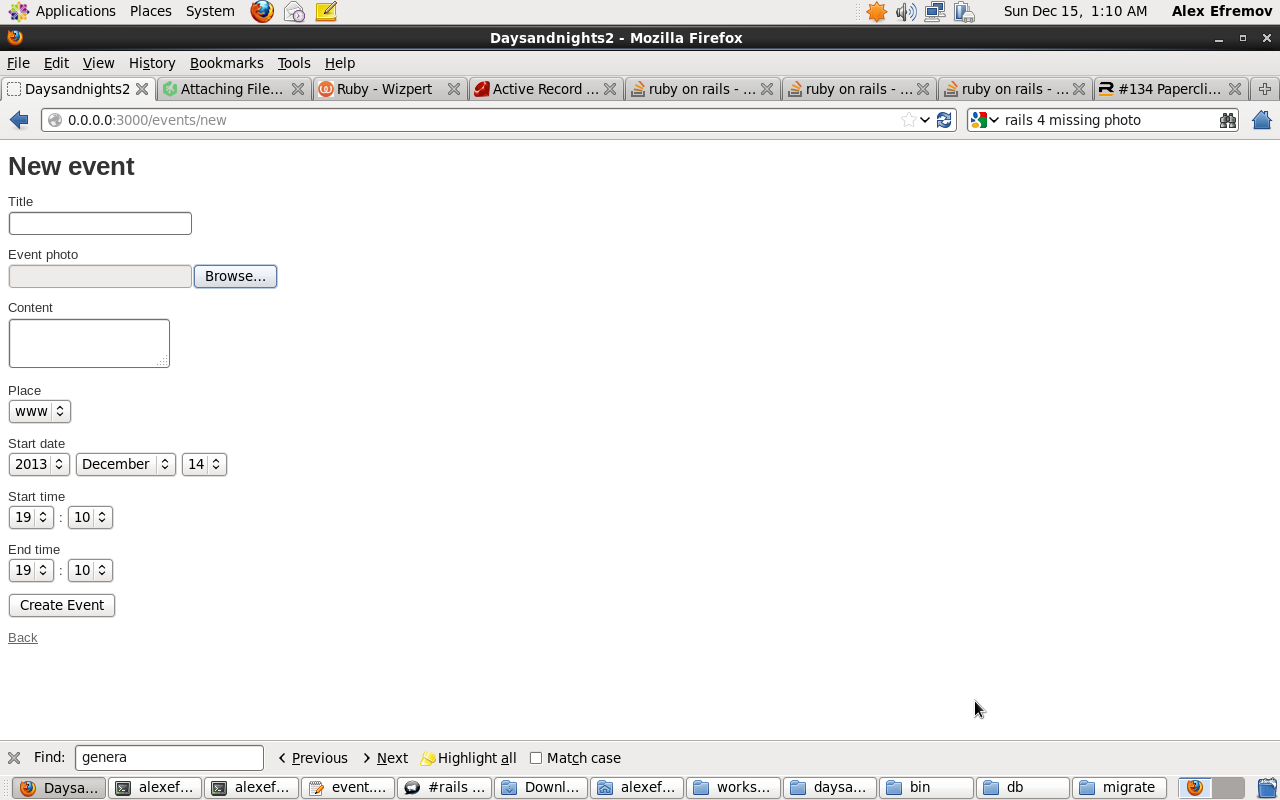 Applications Places System Sun Dec 15, 1:10 AM Alex Efremov
Daysandnights2 - Mozilla Firefox
File Edit View History Bookmarks Tools Help
Daysandnights2 Attaching File... Ruby - Wizpert Active Record ... ruby on rails - ... ruby on rails - ... ruby on rails - ... #134 Papercli...
0.0.0.0:3000/events/new rails 4 missing photo
New event
Title
Event photo
Browse...
Content
Place
www
Start date
2013 December 14
Start time
19 : 10
End time
19 : 10
Create Event
Back
Find: genera Previous Next Highlight all Match case
Daysa... alexef... alexef... event.... #rails ... Downl... alexef... works... daysa... bin db migrate